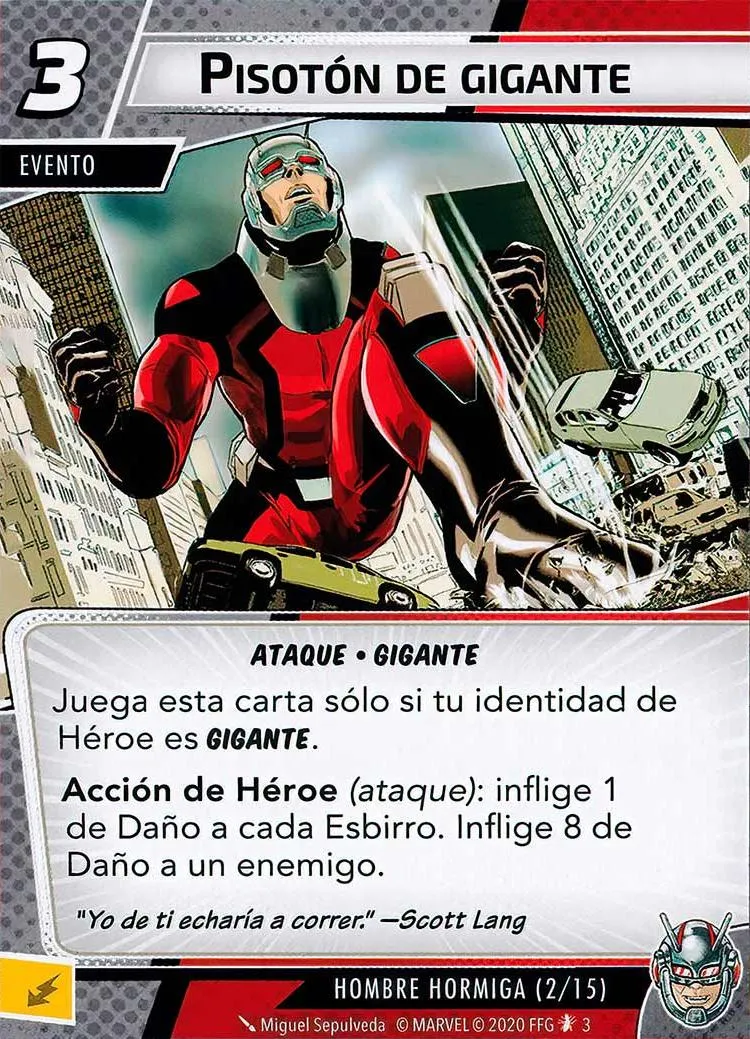 3
PISOTÓN DE GIGANTE
EVENTO
ATAQUE • GIGANTE
Juega esta carta sólo si tu identidad de
Héroe es GIGANTE.
Acción de Héroe (ataque): inflige 1
de Daño a cada Esbirro. Inflige 8 de
Daño a un enemigo.
"Yo de ti echaría a correr." —Scott Lang
HOMBRE HORMIGA (2/15)
Miguel Sepulveda © MARVEL © 2020 FFG 3